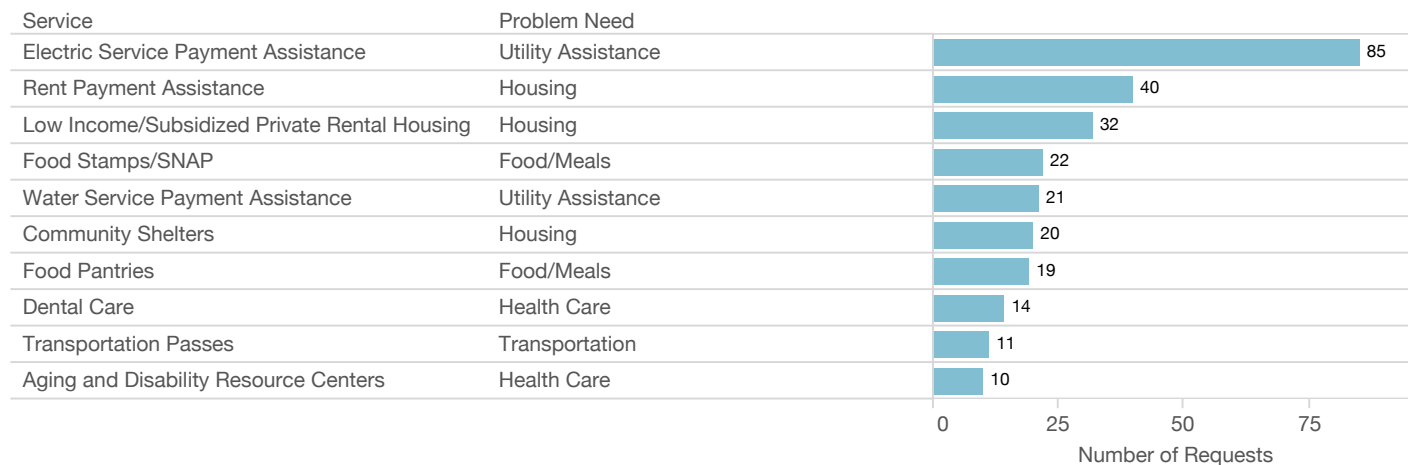 Service Problem Need
Electric Service Payment Assistance Utility Assistance 85
Rent Payment Assistance Housing 40
Low Income/Subsidized Private Rental Housing Housing 32
Food Stamps/SNAP Food/Meals 22
Water Service Payment Assistance Utility Assistance 21
Community Shelters Housing 20
Food Pantries Food/Meals 19
Dental Care Health Care 14
Transportation Passes Transportation 11
Aging and Disability Resource Centers Health Care 10
0 25 50 75
Number of Requests